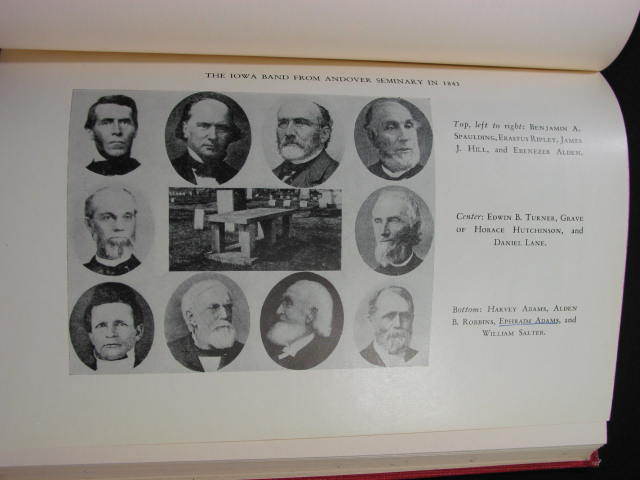 THE IOWA BAND FROM ANDOVER SEMINARY IN 1843
Top, left to right: BENJAMIN A.
SPAULDING, ERASTUS RIPLEY, JAMES
J. HILL, and EBENEZER ALDEN.
Center: EDWIN B. TURNER, GRAVE
OF HORACE HUTCHINSON, and
DANIEL LANE.
Bottom: HARVEY ADAMS, ALDEN
B. ROBBINS, EPHRAIM ADAMS, and
WILLIAM SALTER.